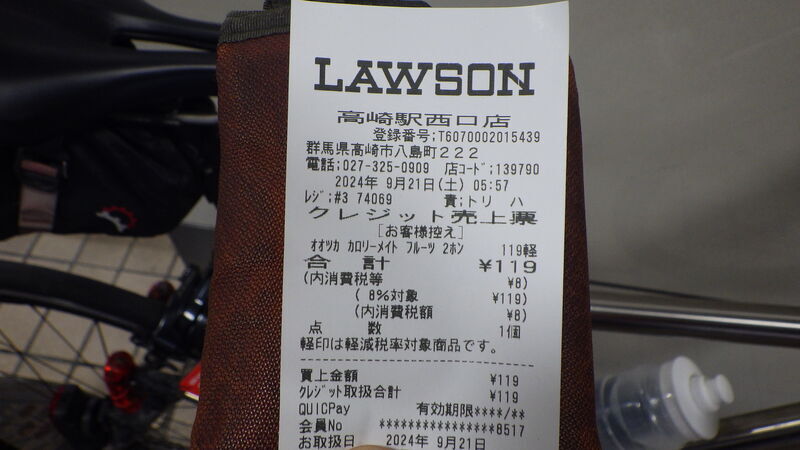 LAWSON
高崎駅西口店
登録番号:T6070002015439
群馬県高崎市八島町222
電話:027-325-0909 店コード:139790
2024年 9月21日(土) 05:57
レジ:#3 74069 責:トリ ハ
クレジット売上票
[お客様控え]
オオツカ カロリーメイト フルーツ 2ホン 119軽
合計 ¥119
(内消費税等 ¥8)
( 8%対象 ¥119)
(内消費税額 ¥8)
点 数 1個
軽印は軽減税率対象商品です。
買上金額 ¥119
クレジット取扱合計 ¥119
QUICPay 有効期限****/**
会員No ****************8517
お取扱日 2024年 9月21日